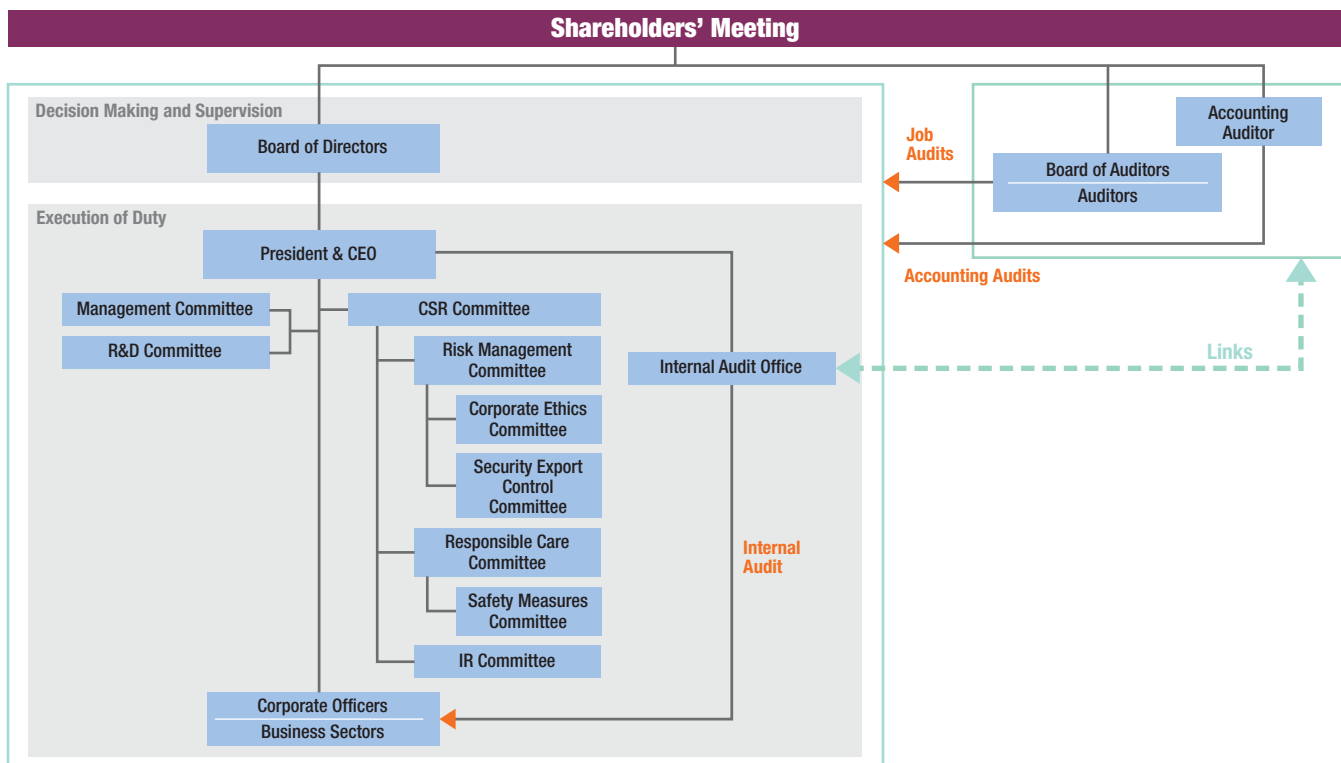 Shareholders' Meeting
Decision Making and Supervision
Board of Directors
Job
Audits
Accounting
Auditor
Board of Auditors
Auditors
Execution of Duty
President & CEO
Accounting Audits
Management Committee
R&D Committee
CSR Committee
Risk Management
Committee
Corporate Ethics
Committee
Security Export
Control
Committee
Responsible Care
Committee
Safety Measures
Committee
IR Committee
Internal Audit Office
Links
Internal
Audit
Corporate Officers
Business Sectors